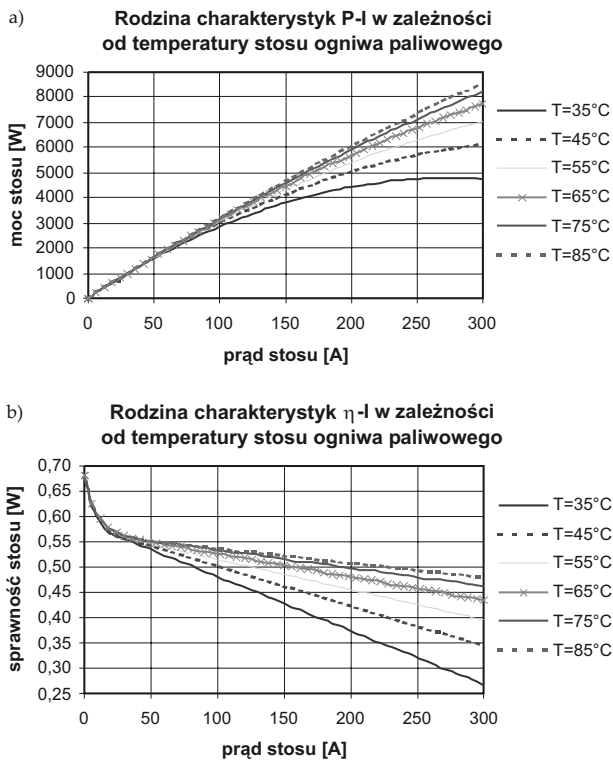 a)
Rodzina charakterystyk P-I w zależności
od temperatury stosu ogniwa paliwowego
9000
8000
7000
6000
5000
4000
3000
2000
1000
0
moc stosu [W]
0 50 100 150 200 250 300
prąd stosu [A]
T=35°C
T=45°C
T=55°C
T=65°C
T=75°C
T=85°C
b)
Rodzina charakterystyk η-I w zależności
od temperatury stosu ogniwa paliwowego
0,70
0,65
0,60
0,55
0,50
0,45
0,40
0,35
0,30
0,25
sprawność stosu [W]
0 50 100 150 200 250 300
prąd stosu [A]
T=35°C
T=45°C
T=55°C
T=65°C
T=75°C
T=85°C